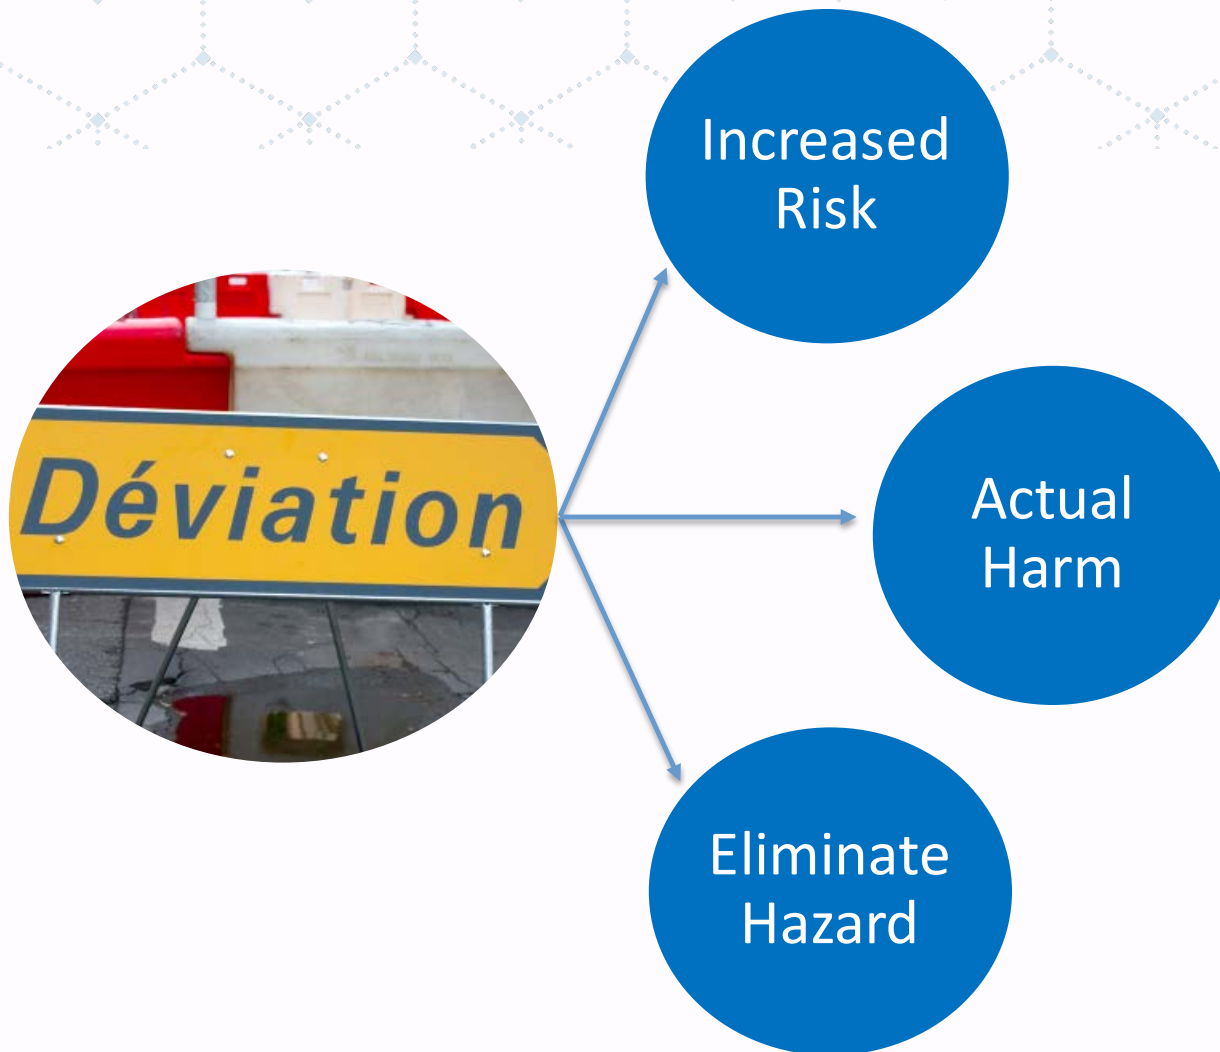 Increased
Risk
Déviation
Actual
Harm
Eliminate
Hazard